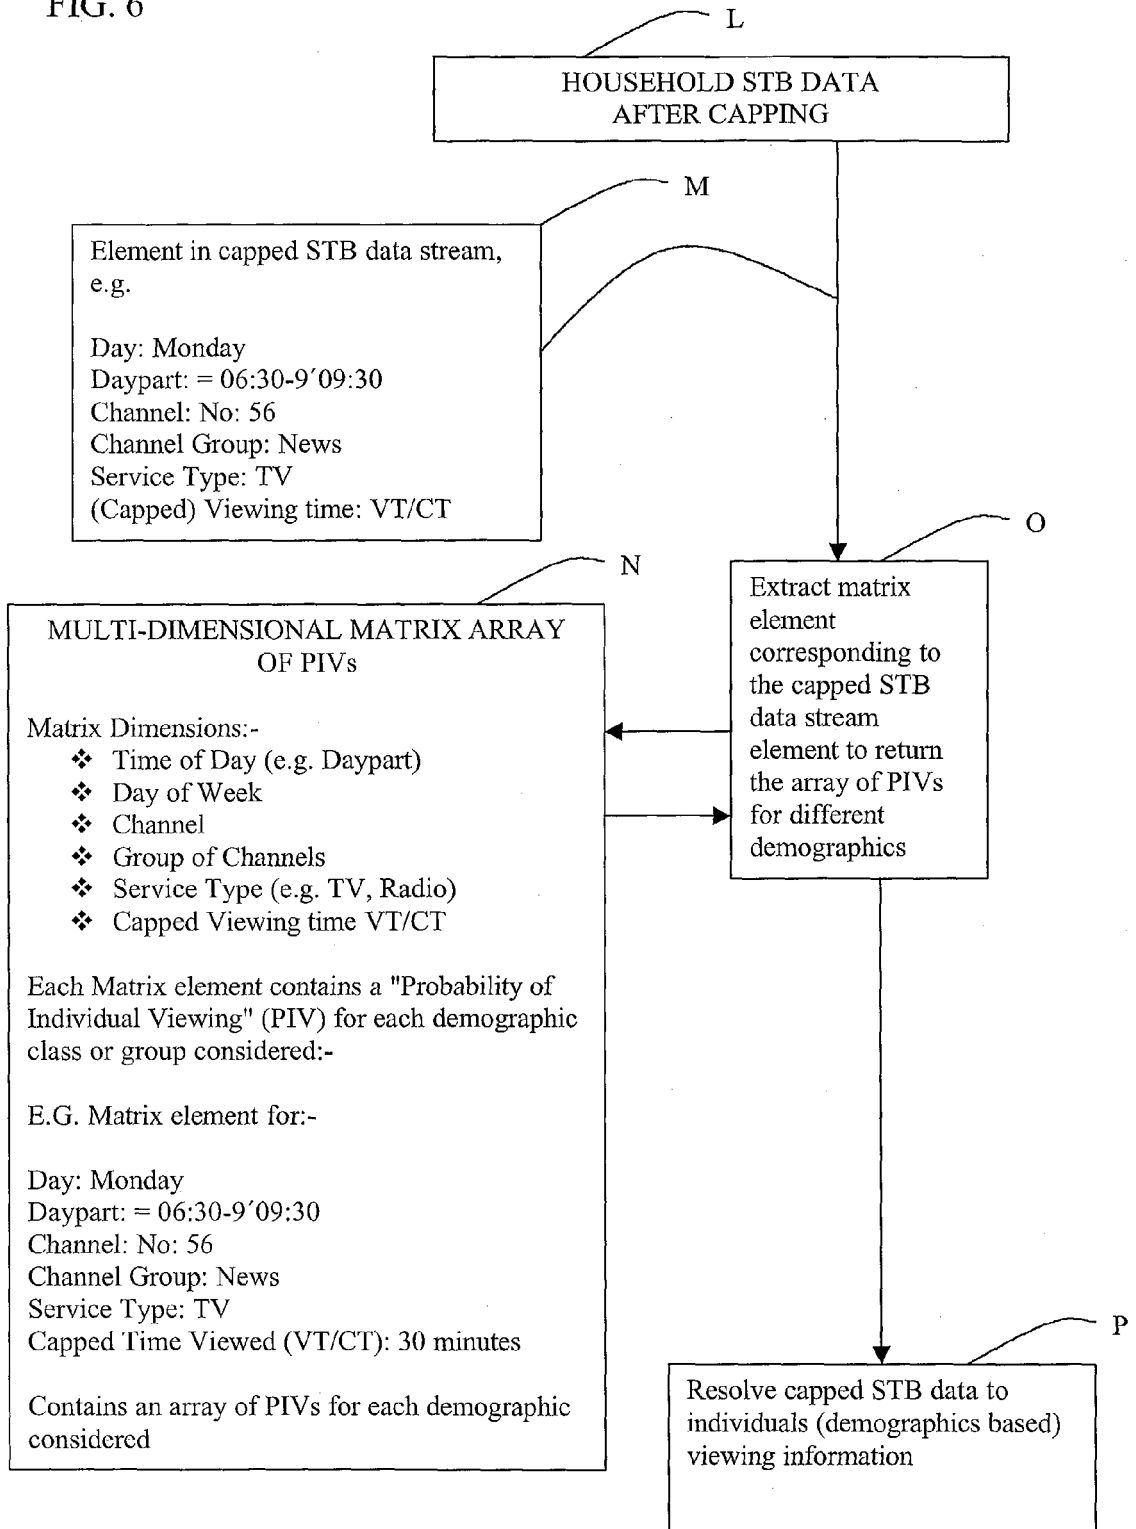 FIG. 6
L
HOUSEHOLD STB DATA
AFTER CAPPING
M
Element in capped STB data stream,
e.g.
Day: Monday
Daypart: = 06:30-9´09:30
Channel: No: 56
Channel Group: News
Service Type: TV
(Capped) Viewing time: VT/CT
N
MULTI-DIMENSIONAL MATRIX ARRAY
OF PIVs
Matrix Dimensions:-
❖ Time of Day (e.g. Daypart)
❖ Day of Week
❖ Channel
❖ Group of Channels
❖ Service Type (e.g. TV, Radio)
❖ Capped Viewing time VT/CT
Each Matrix element contains a "Probability of
Individual Viewing" (PIV) for each demographic
class or group considered:-
E.G. Matrix element for:-
Day: Monday
Daypart: = 06:30-9´09:30
Channel: No: 56
Channel Group: News
Service Type: TV
Capped Time Viewed (VT/CT): 30 minutes
Contains an array of PIVs for each demographic
considered
O
Extract matrix
element
corresponding to
the capped STB
data stream
element to return
the array of PIVs
for different
demographics
P
Resolve capped STB data to
individuals (demographics based)
viewing information